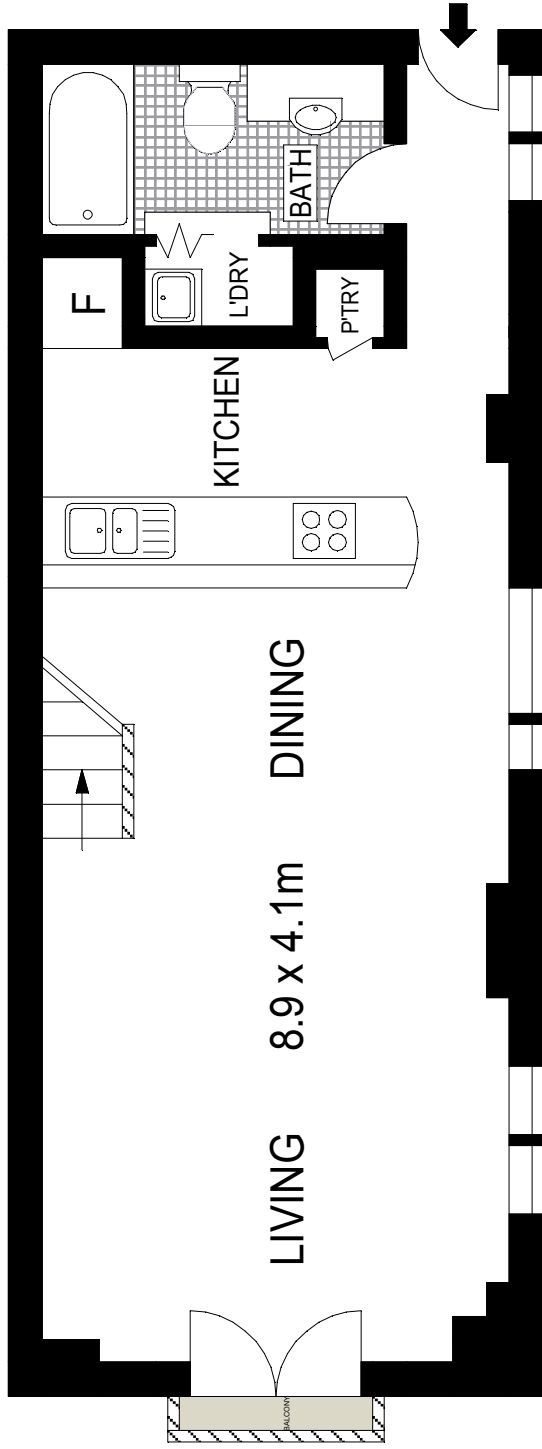 BATH
F
L'DRY
P'TRY
KITCHEN
DINING
8.9 x 4.1m
LIVING
BALCONY